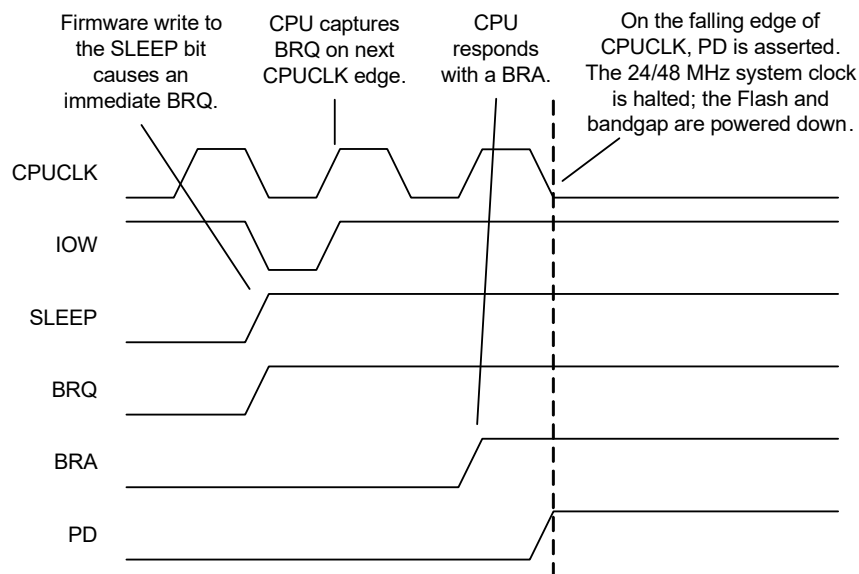 Firmware write to
the SLEEP bit
causes an
immediate BRQ.
CPU captures
BRQ on next
CPUCLK edge.
CPU
responds
with a BRA.
On the falling edge of
CPUCLK, PD is asserted.
The 24/48 MHz system clock
is halted; the Flash and
bandgap are powered down.
CPUCLK
IOW
SLEEP
BRQ
BRA
PD